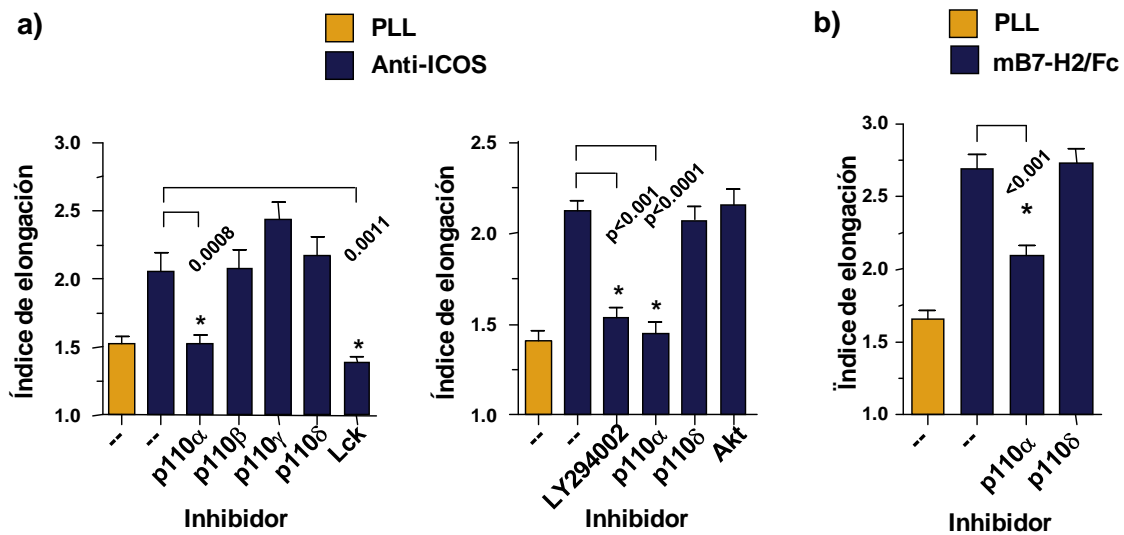 a)
PLL
Anti-ICOS
Índice de elongación
3.0
2.5
2.0
1.5
1.0
0.0008
0.0011
*
*
--
--
p110α
p110β
p110γ
p110δ
Lck
Inhibidor
Índice de elongación
2.5
2.0
1.5
1.0
p<0.001
p<0.0001
*
*
--
--
LY294002
p110α
p110δ
Akt
Inhibidor
b)
PLL
mB7-H2/Fc
Ïndice de elongación
3.0
2.5
2.0
1.5
1.0
<0.001
*
--
--
p110α
p110δ
Inhibidor